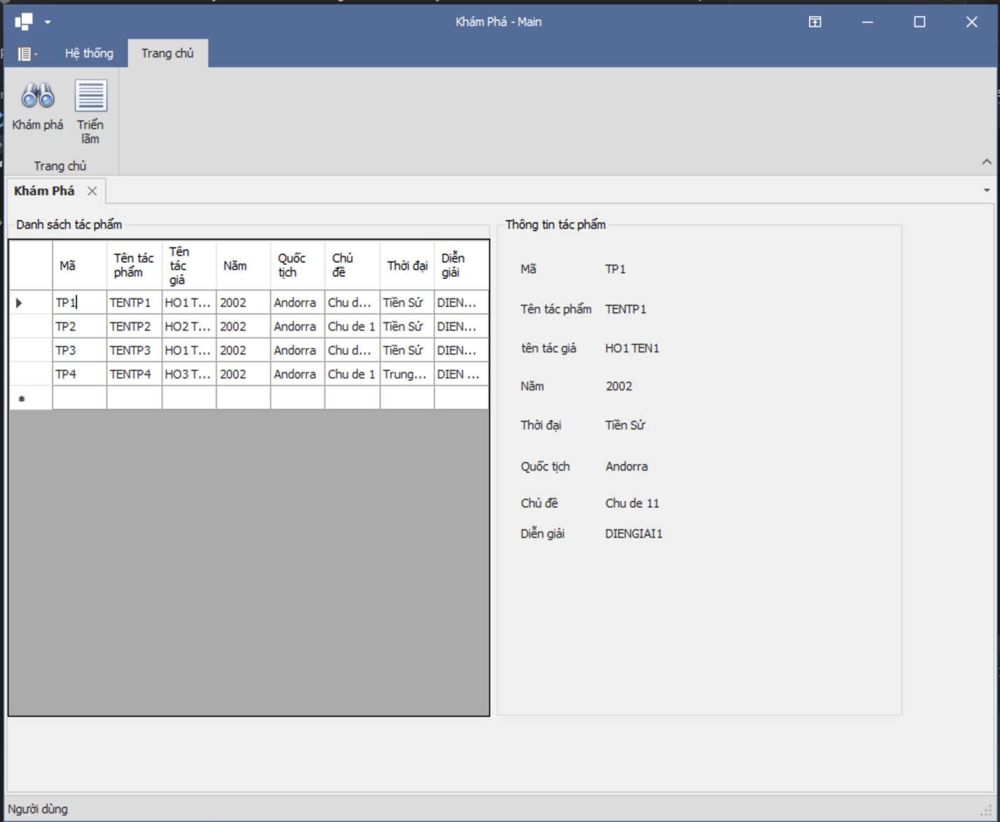 Khám Phá - Main
Hệ thống
Trang chủ
Khám phá
Triển
lãm
Trang chủ
Khám Phá
Danh sách tác phẩm
Mã
Tên tác
phẩm
Tên
tác
giả
Năm
Quốc
tịch
Chủ
đề
Thời đại
Diễn
giải
TP1 TENTP1 HO1 T... 2002 Andorra Chu d... Tiền Sử DIEN...
TP2 TENTP2 HO2 T... 2002 Andorra Chu de 1 Tiền Sử DIEN...
TP3 TENTP3 HO1 T... 2002 Andorra Chu d... Tiền Sử DIEN...
TP4 TENTP4 HO3 T... 2002 Andorra Chu de 1 Trung... DIEN ...
Thông tin tác phẩm
Mã TP1
Tên tác phẩm TENTP1
tên tác giả HO1 TEN1
Năm 2002
Thời đại Tiền Sử
Quốc tịch Andorra
Chủ đề Chu de 11
Diễn giải DIENGIAI1
Người dùng